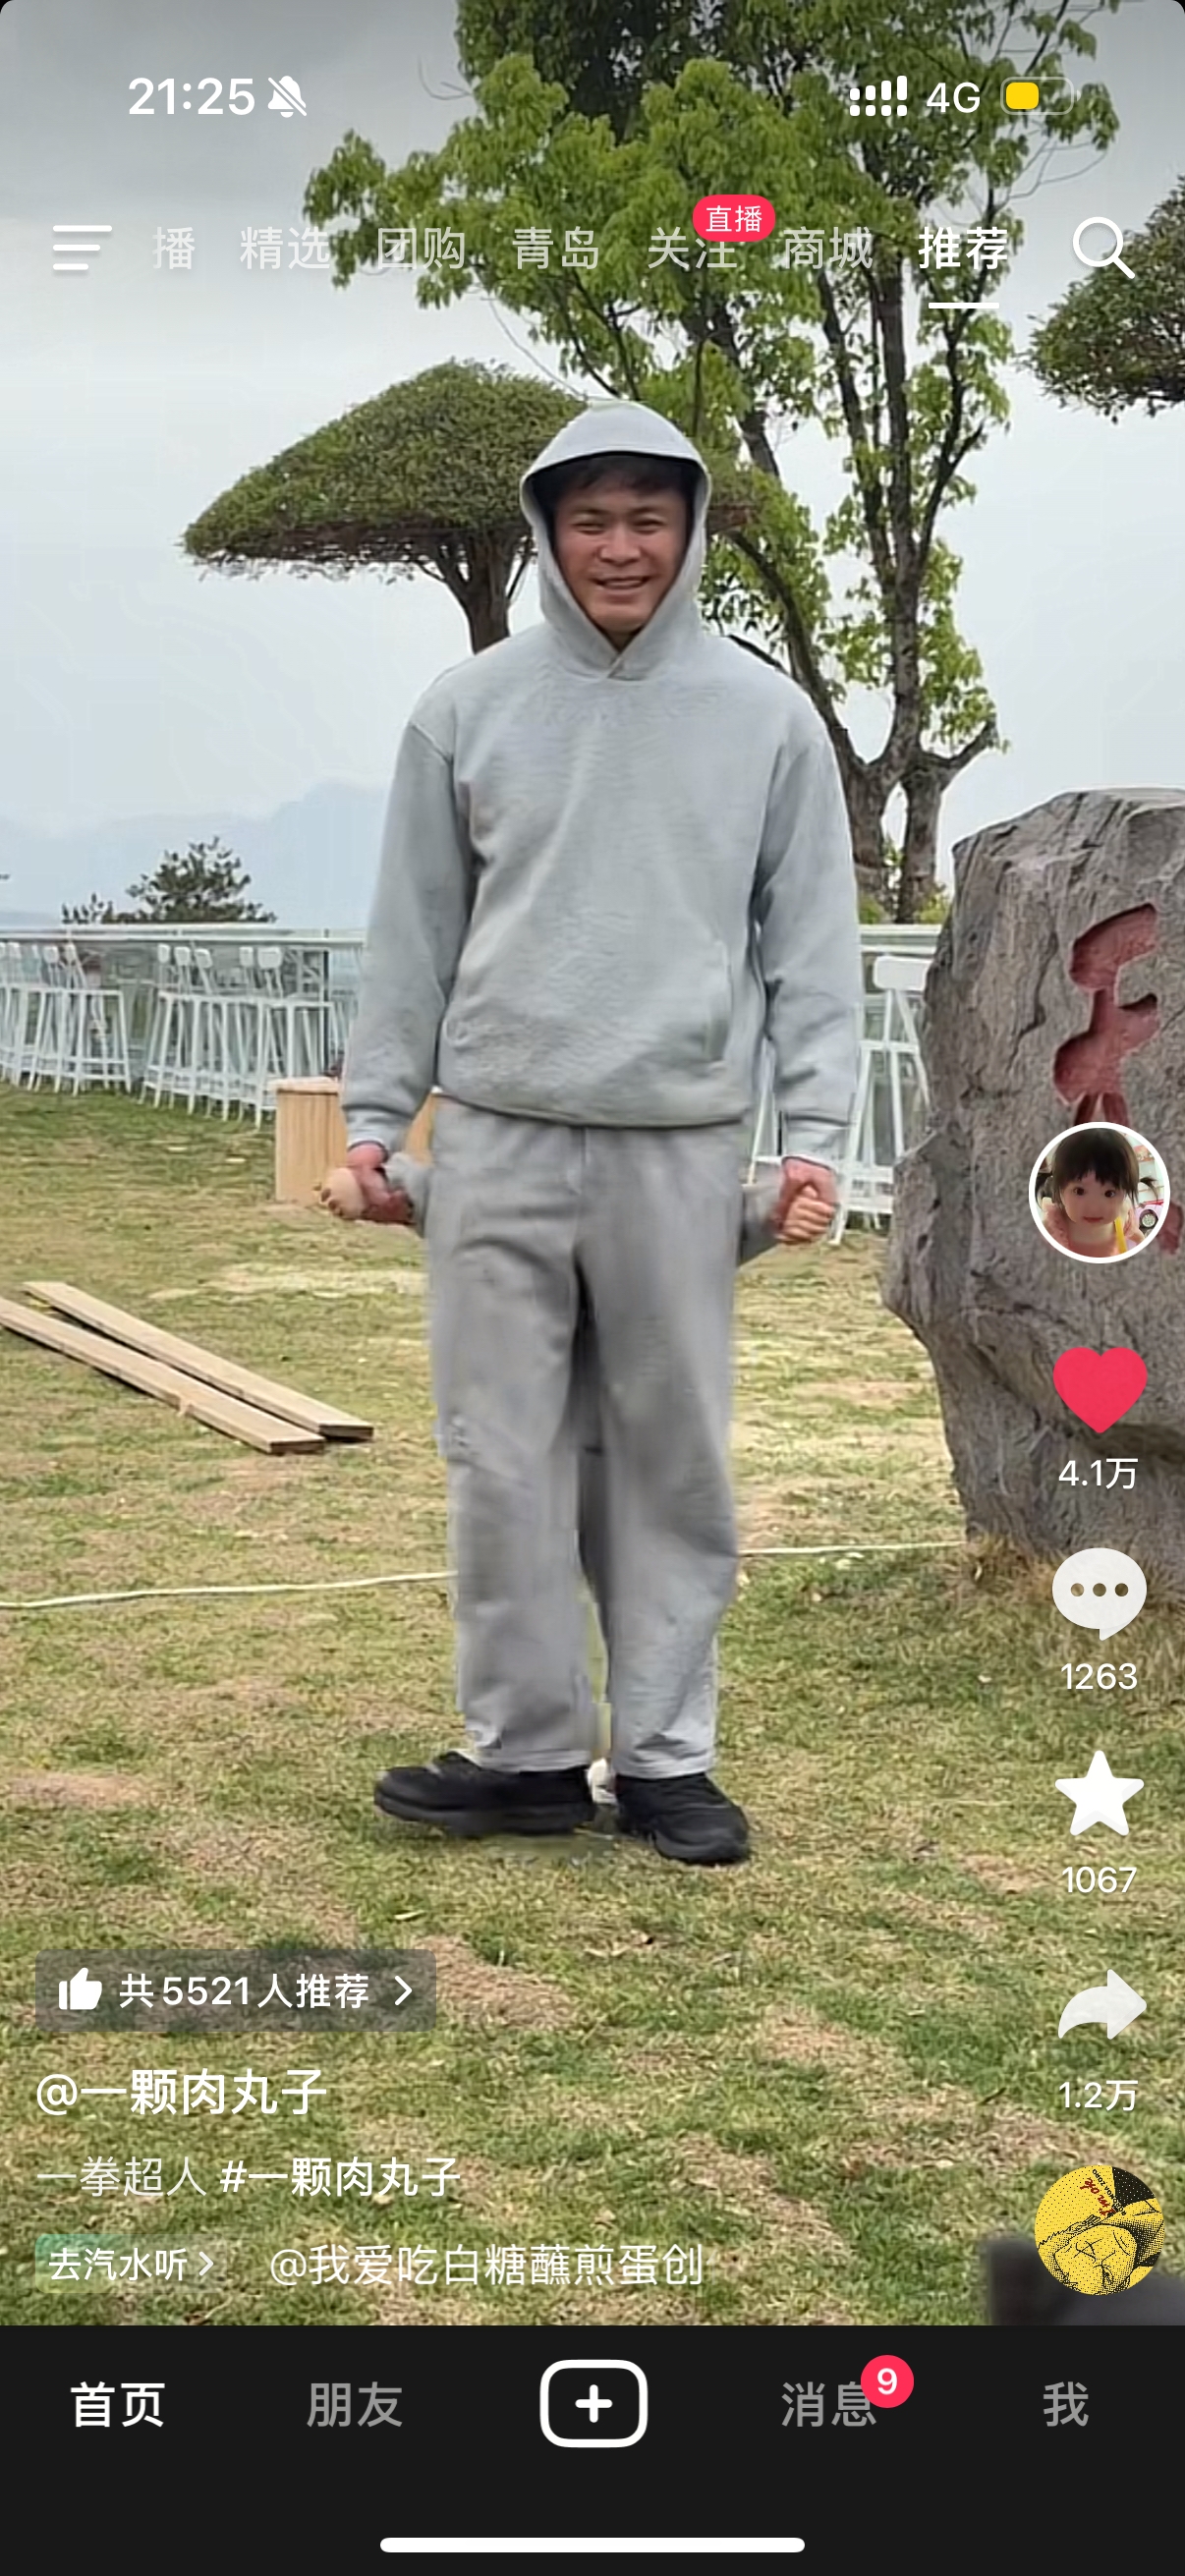 21:25
4G
直播
播 精选 团购 青岛 关注 商城 推荐
4.1万
1263
1067
1.2万
共5521人推荐
@一颗肉丸子
一拳超人 #一颗肉丸子
去汽水听 @我爱吃白糖蘸煎蛋创
首页 朋友 消息 9 我